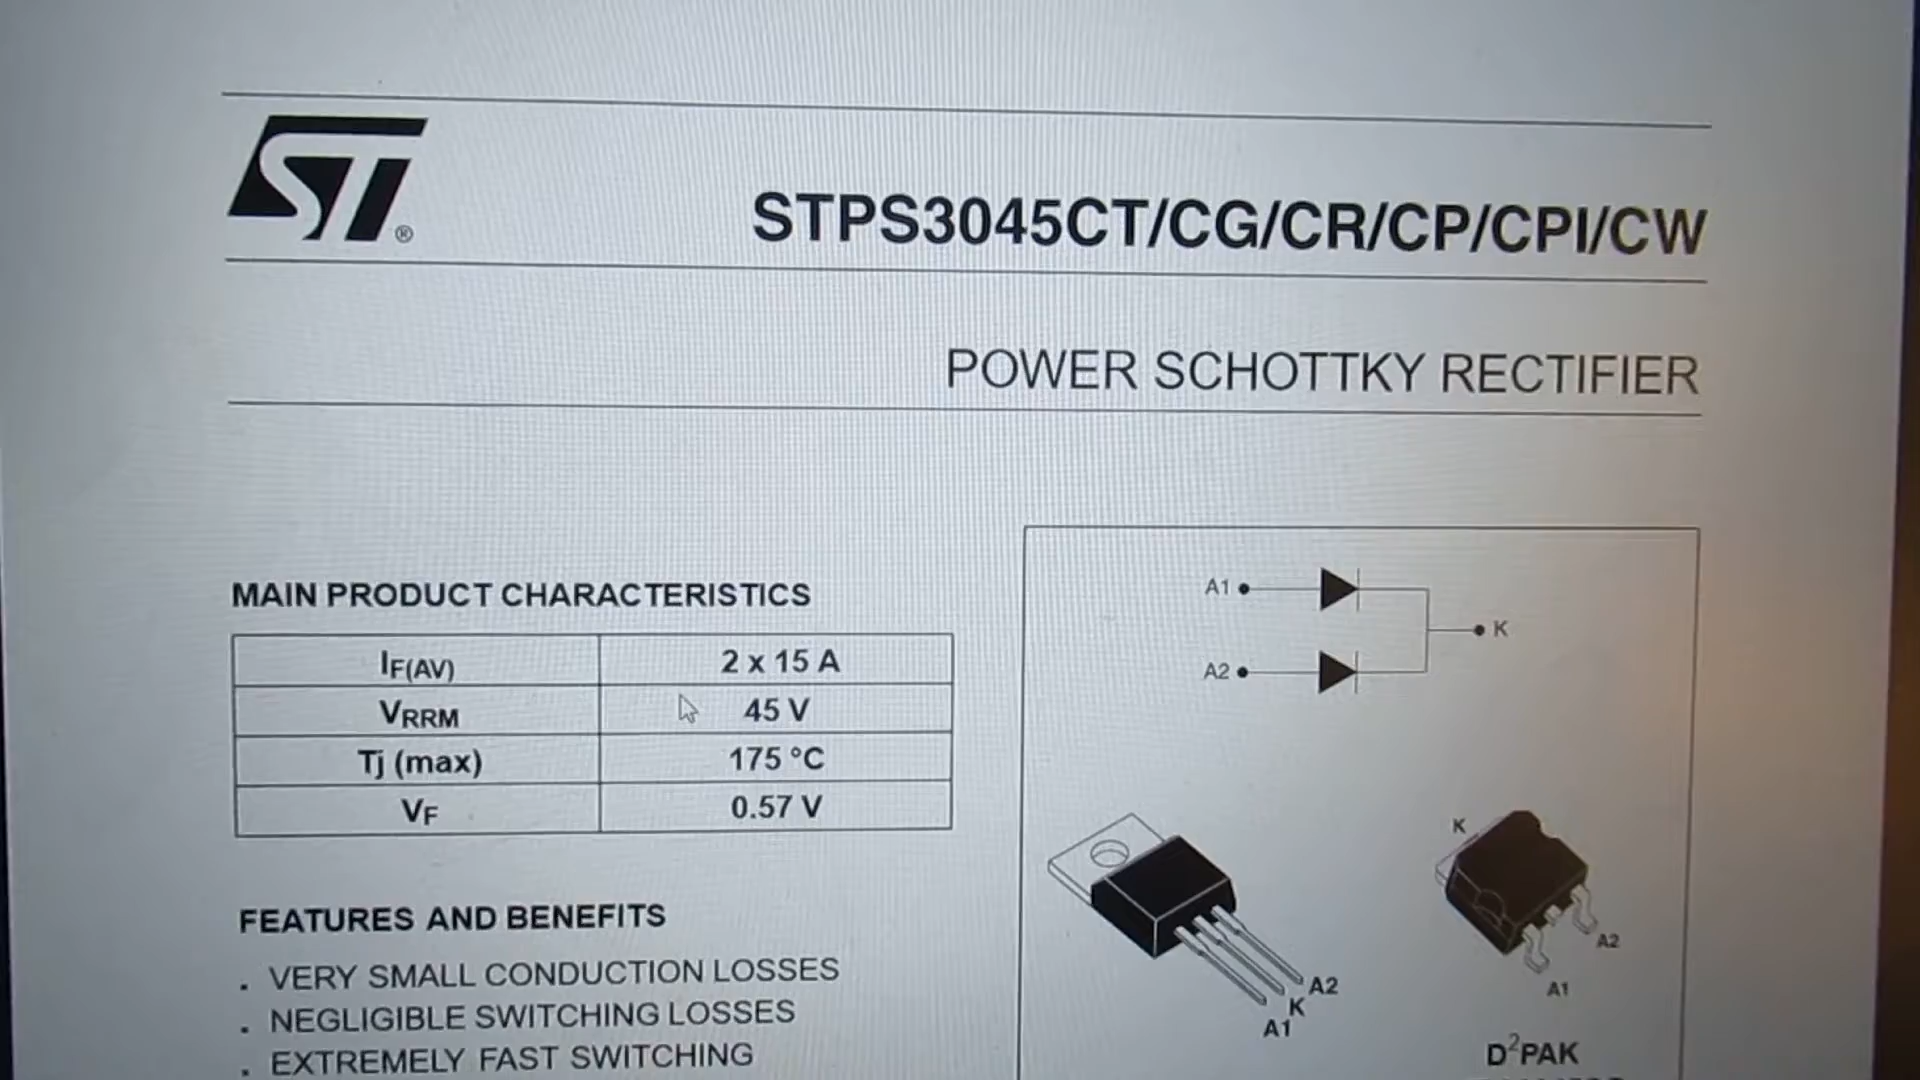 ST®
STPS3045CT/CG/CR/CP/CPI/CW
POWER SCHOTTKY RECTIFIER
MAIN PRODUCT CHARACTERISTICS
IF(AV) 2 x 15 A
VRRM 45 V
Tj (max) 175 °C
VF 0.57 V
FEATURES AND BENEFITS
. VERY SMALL CONDUCTION LOSSES
. NEGLIGIBLE SWITCHING LOSSES
. EXTREMELY FAST SWITCHING
A1
K
A2
A2
K
A1
K
A2
A1
D²PAK